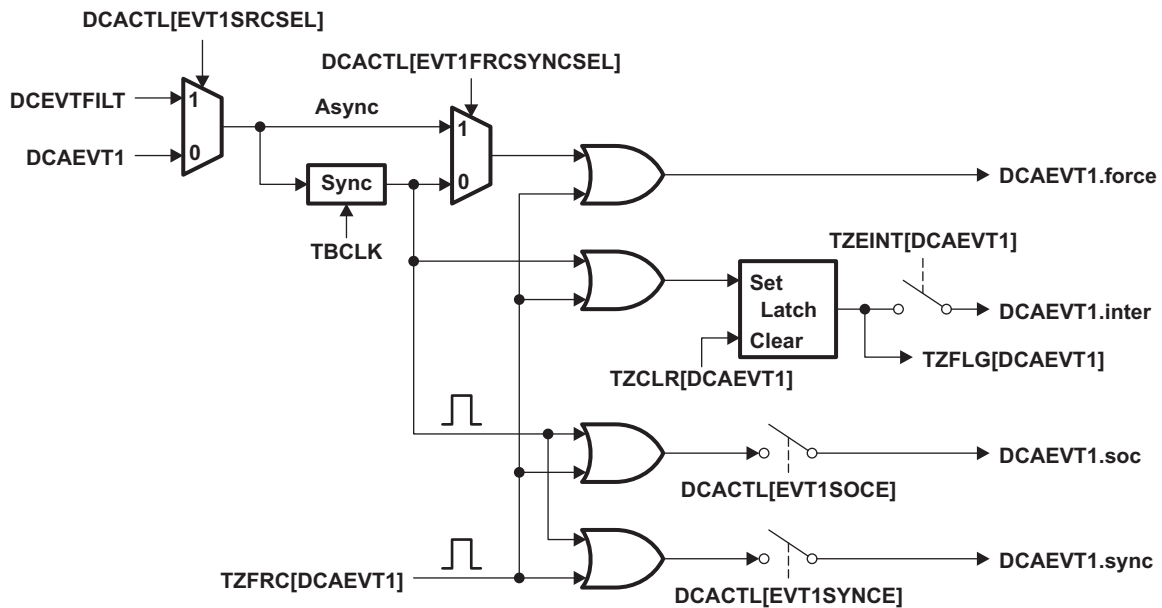 DCACTL[EVT1SRCSEL]
DCACTL[EVT1FRCSYNCSEL]
DCEVTFILT
1
Async
1
DCAEVT1
0
Sync
0
DCAEVT1.force
TBCLK
TZEINT[DCAEVT1]
Set
Latch
Clear
DCAEVT1.inter
TZFLG[DCAEVT1]
TZCLR[DCAEVT1]
DCAEVT1.soc
DCACTL[EVT1SOCE]
DCAEVT1.sync
TZFRC[DCAEVT1]
DCACTL[EVT1SYNCE]